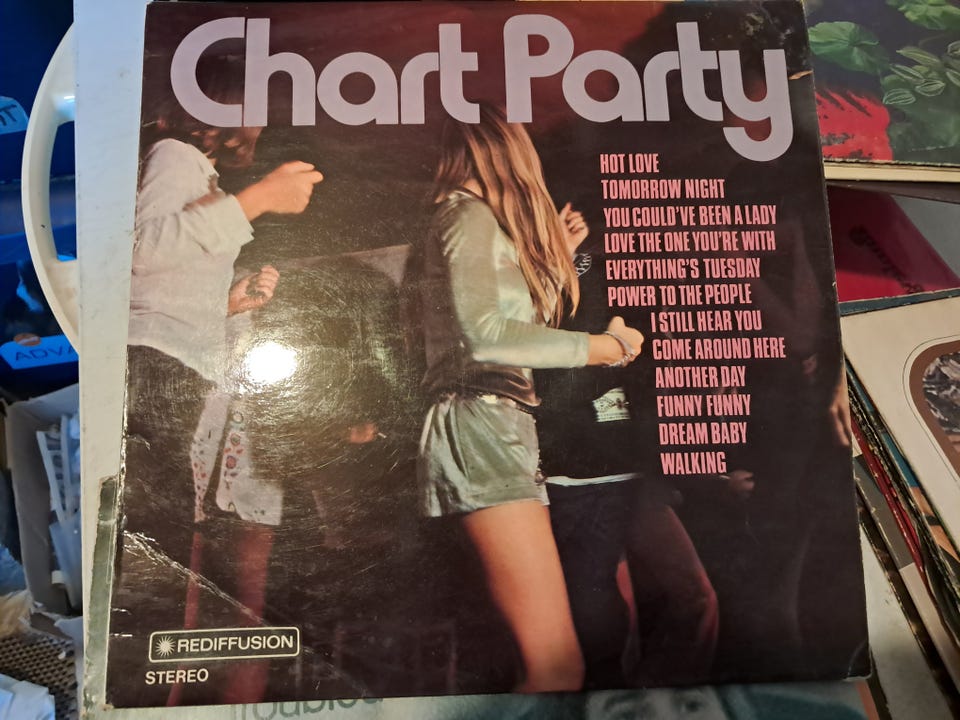 Chart Party
HOT LOVE
TOMORROW NIGHT
YOU COULD'VE BEEN A LADY
LOVE THE ONE YOU'RE WITH
EVERYTHING'S TUESDAY
POWER TO THE PEOPLE
I STILL HEAR YOU
COME AROUND HERE
ANOTHER DAY
FUNNY FUNNY
DREAM BABY
WALKING
REDIFFUSION
STEREO
ADV